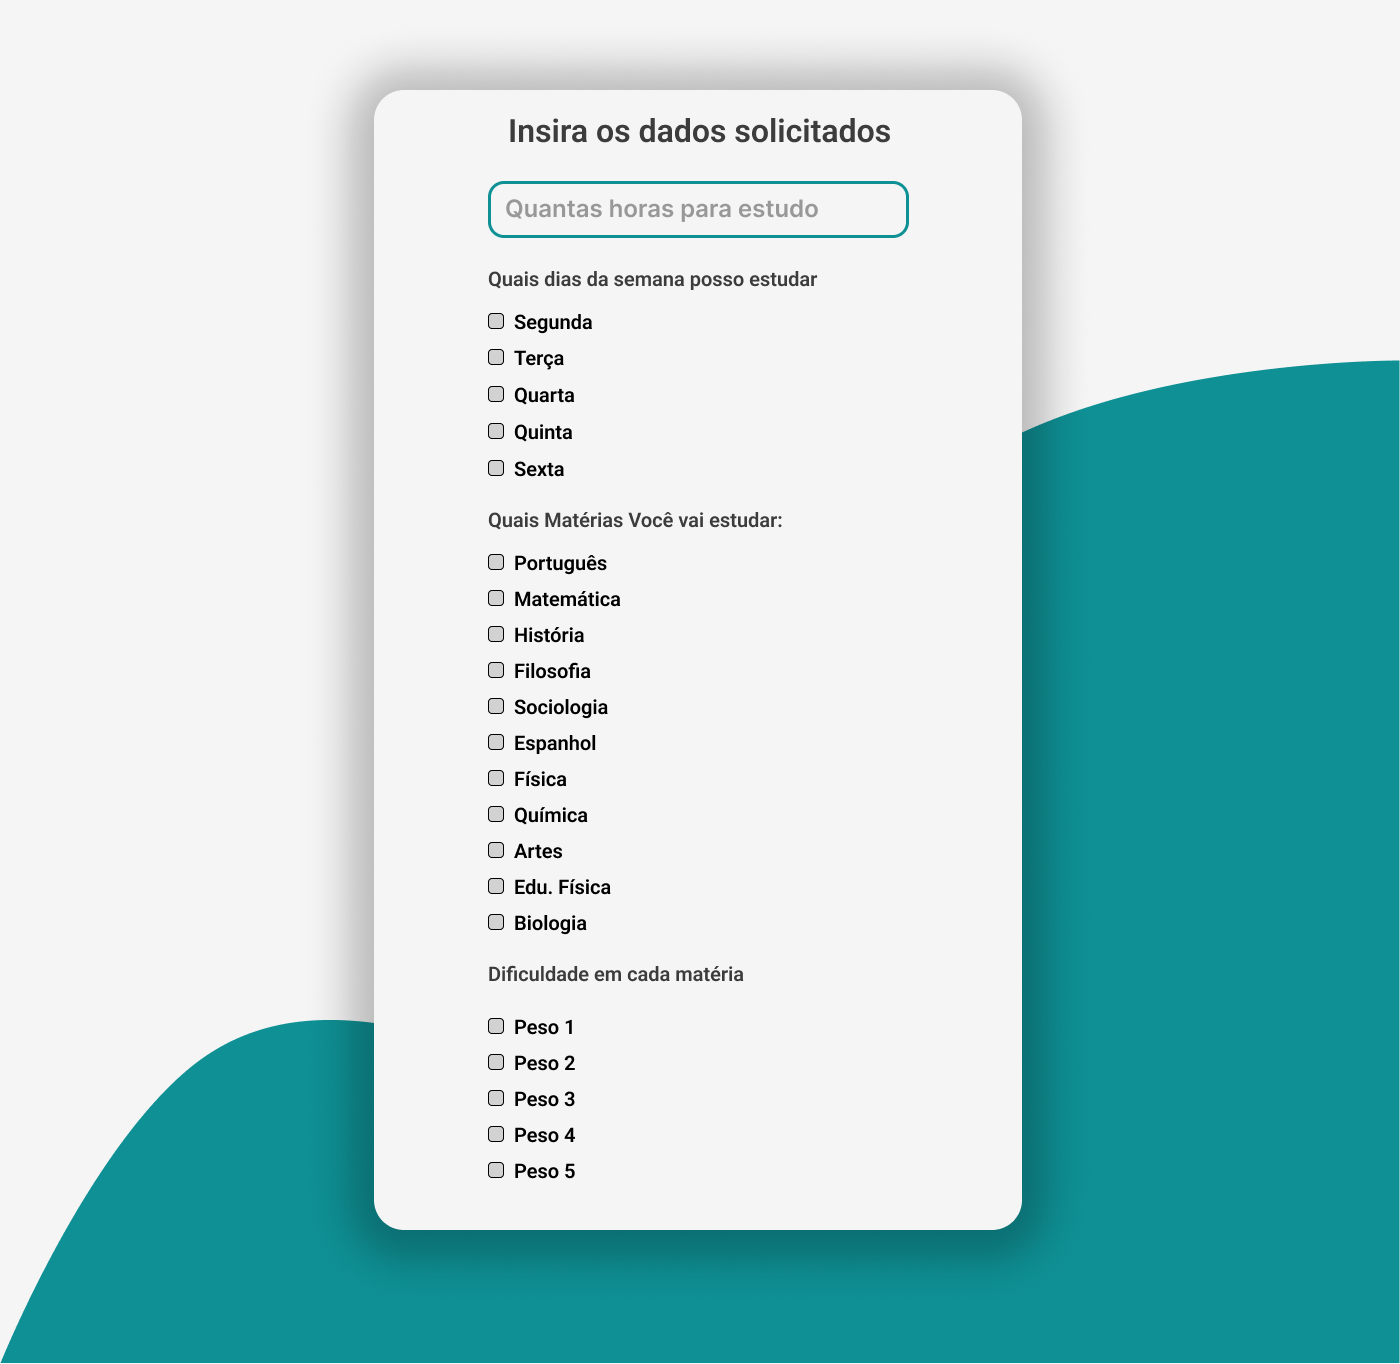 Insira os dados solicitados
Quantas horas para estudo
Quais dias da semana posso estudar
Segunda
Terça
Quarta
Quinta
Sexta
Quais Matérias Você vai estudar:
Português
Matemática
História
Filosofia
Sociologia
Espanhol
Física
Química
Artes
Edu. Física
Biologia
Dificuldade em cada matéria
Peso 1
Peso 2
Peso 3
Peso 4
Peso 5